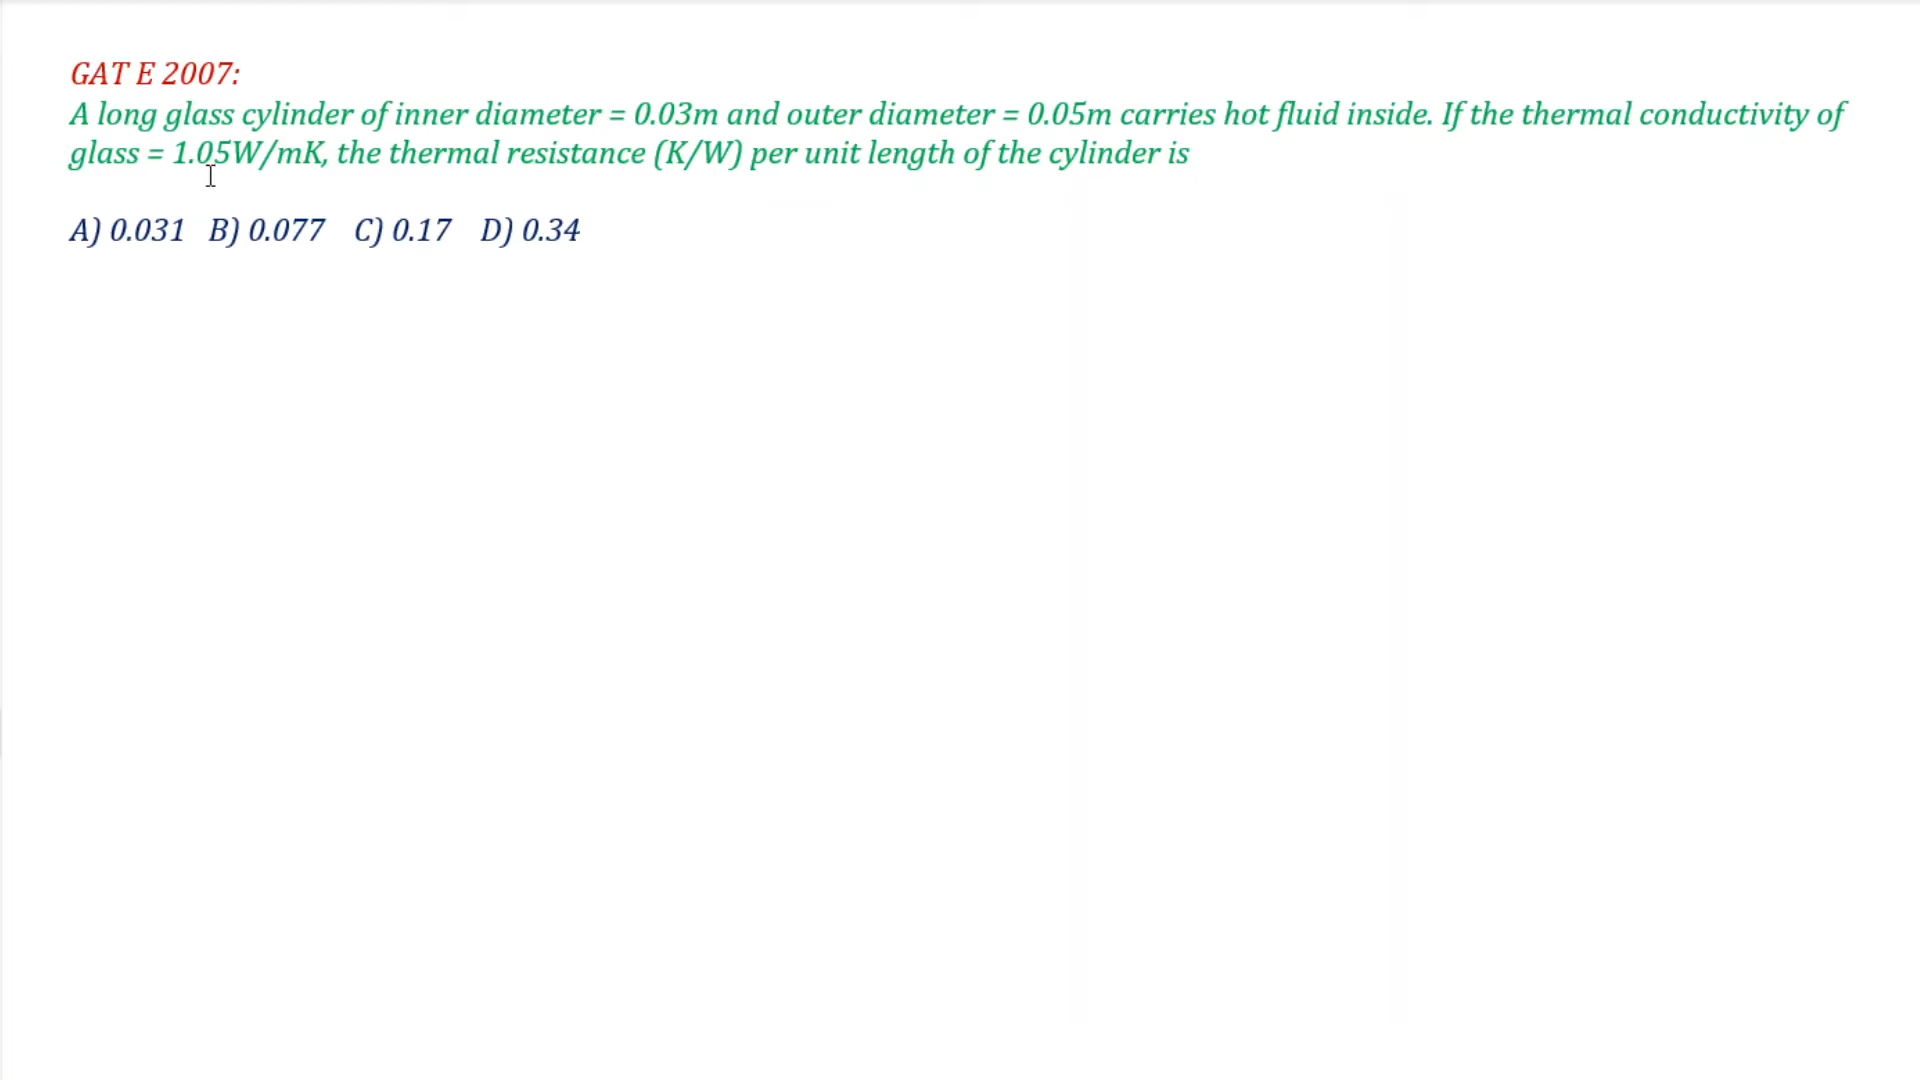 GAT E 2007:
A long glass cylinder of inner diameter = 0.03m and outer diameter = 0.05m carries hot fluid inside. If the thermal conductivity of
glass = 1.05W/mK, the thermal resistance (K/W) per unit length of the cylinder is
A) 0.031 B) 0.077 C) 0.17 D) 0.34